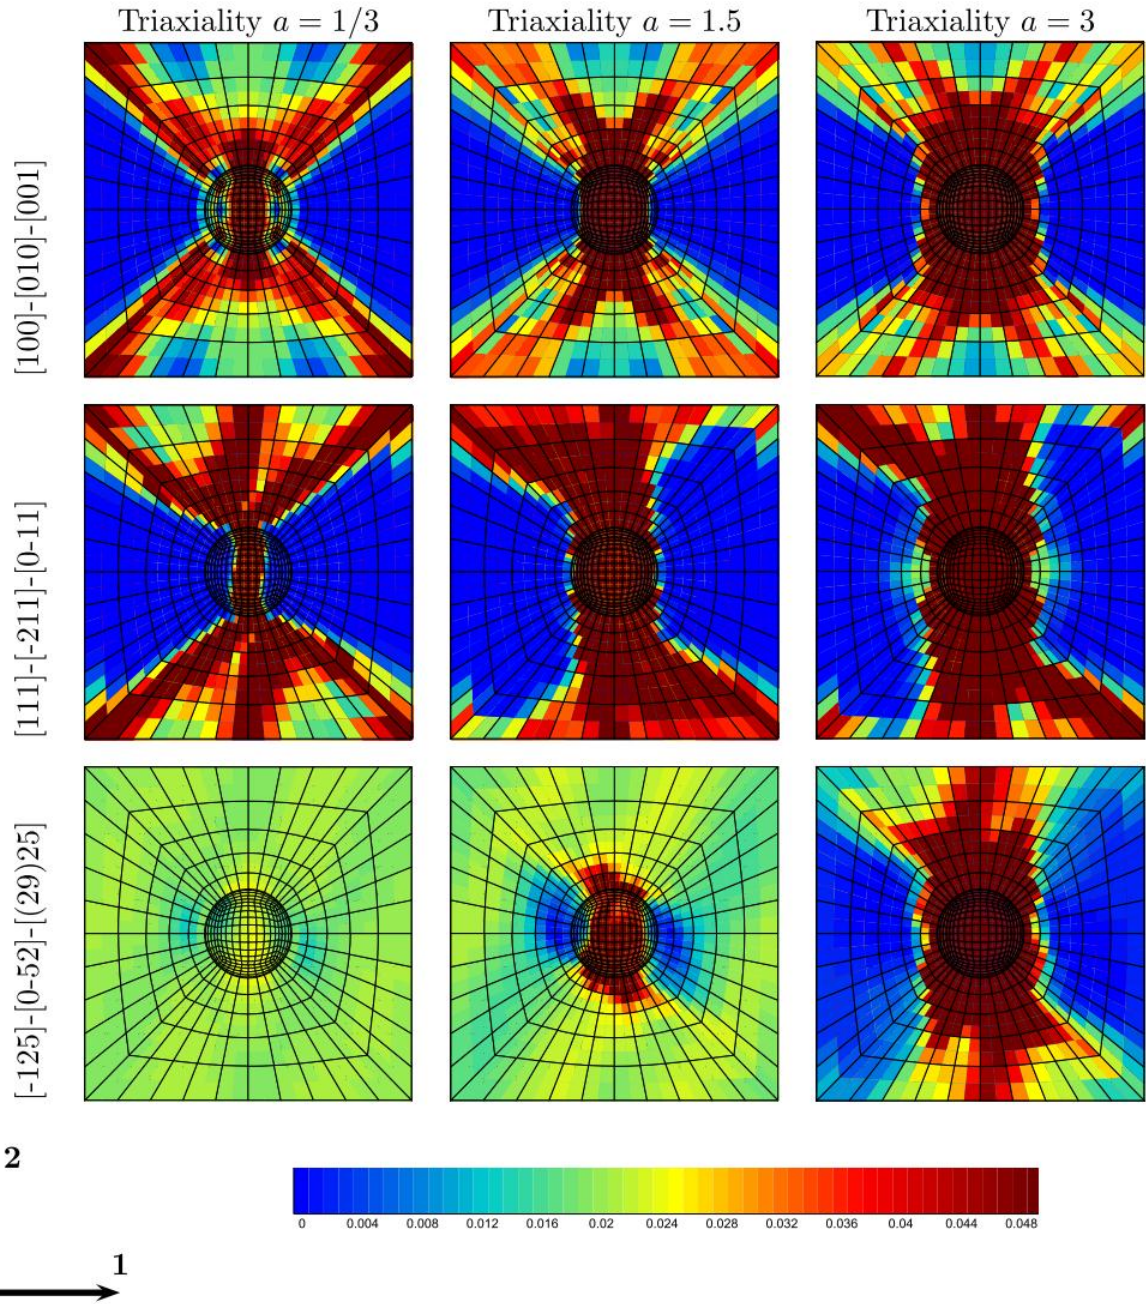 Triaxiality a = 1/3
Triaxiality a = 1.5
Triaxiality a = 3
[100]-[010]-[001]
[111]-[-211]-[0-11]
[-125]-[0-52]-[(29)25]
2
0 0.004 0.008 0.012 0.016 0.02 0.024 0.028 0.032 0.036 0.04 0.044 0.048
1